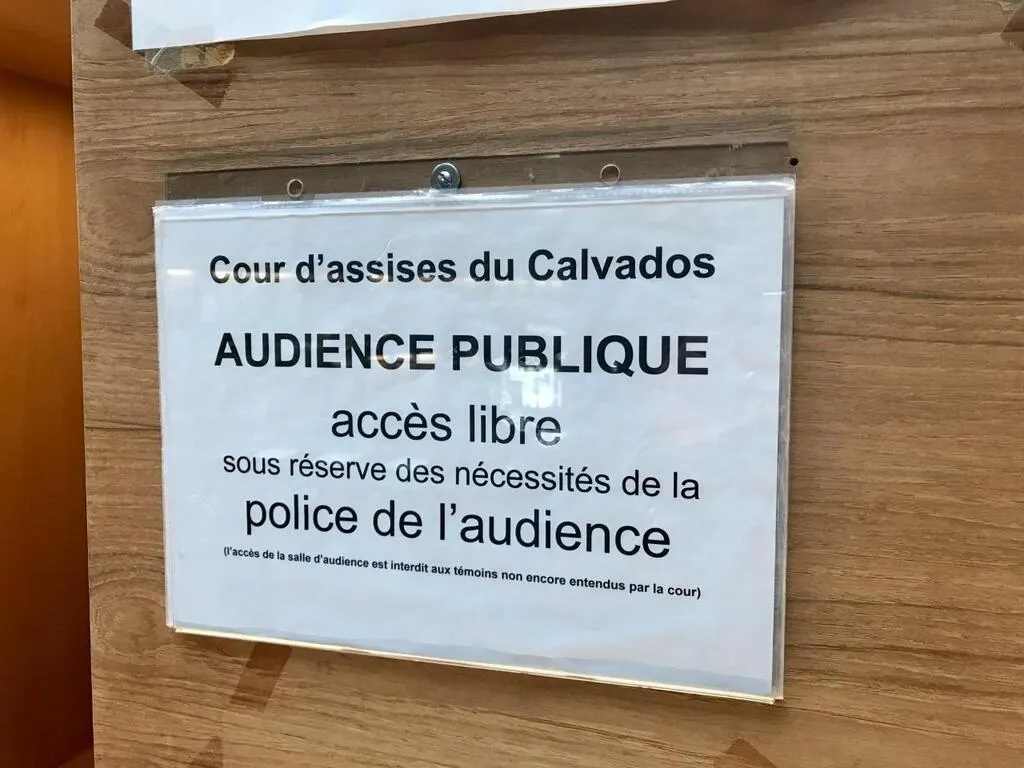 Cour d'assises du Calvados
AUDIENCE PUBLIQUE
accès libre
sous réserve des nécessités de la
police de l'audience
(l'accès de la salle d'audience est interdit aux témoins non encore entendus par la cour)